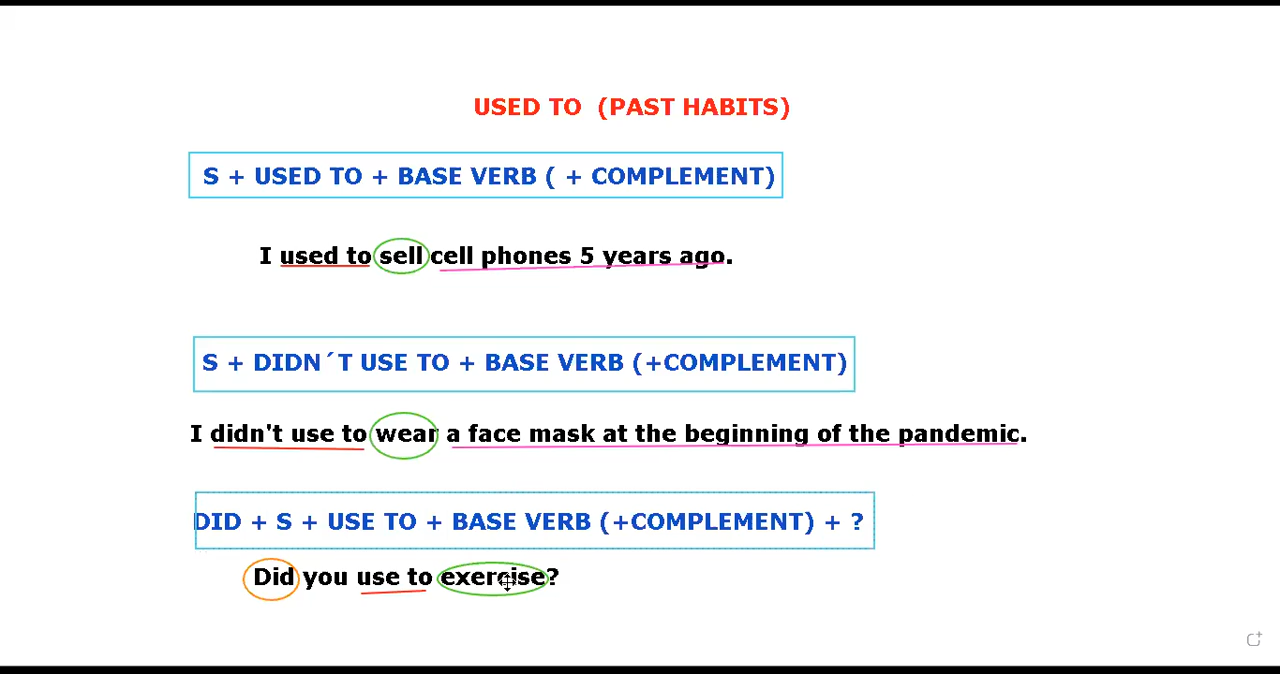 USED TO (PAST HABITS)
S + USED TO + BASE VERB ( + COMPLEMENT)
I used to sell cell phones 5 years ago.
S + DIDN´T USE TO + BASE VERB (+COMPLEMENT)
I didn't use to wear a face mask at the beginning of the pandemic.
DID + S + USE TO + BASE VERB (+COMPLEMENT) + ?
Did you use to exercise?